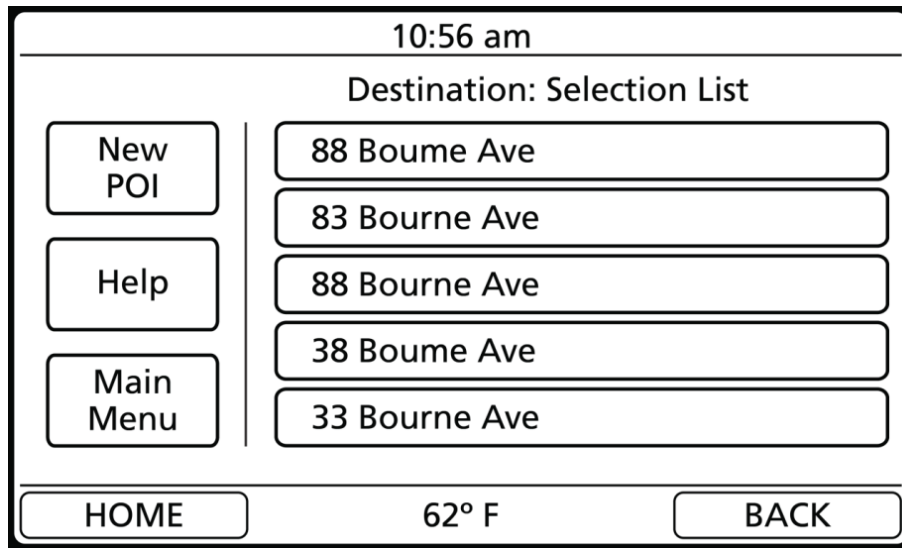 10:56 am
Destination: Selection List
New
POI
Help
Main
Menu
88 Boume Ave
83 Bourne Ave
88 Bourne Ave
38 Boume Ave
33 Bourne Ave
HOME
62º F
BACK